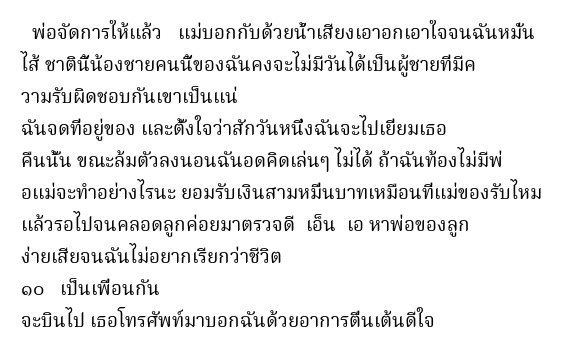 พ่อจัดการให้แล้ว   แม่บอกกับด้วยน้ำเสียงเอาอกเอาใจจนฉันหมั่น
ไส้ ชาตินี้น้องชายคนนี้ของฉันคงจะไม่มีวันได้เป็นผู้ชายที่มีค
วามรับผิดชอบกันเขาเป็นแน่
ฉันจดที่อยู่ของ และตั้งใจว่าสักวันหนึ่งฉันจะไปเยี่ยมเธอ
คืนนั้น ขณะล้มตัวลงนอนฉันอดคิดเล่นๆ ไม่ได้ ถ้าฉันท้องไม่มีพ่
อแม่จะทำอย่างไรนะ ยอมรับเงินสามหมื่นบาทเหมือนที่แม่ของรับไหม
แล้วรอไปจนคลอดลูกค่อยมาตรวจดี  เอ็น  เอ หาพ่อของลูก
ง่ายเสียจนฉันไม่อยากเรียกว่าชีวิต
๑๐   เป็นเพื่อนกัน
จะบินไป เธอโทรศัพท์มาบอกฉันด้วยอาการตื่นเต้นดีใจ